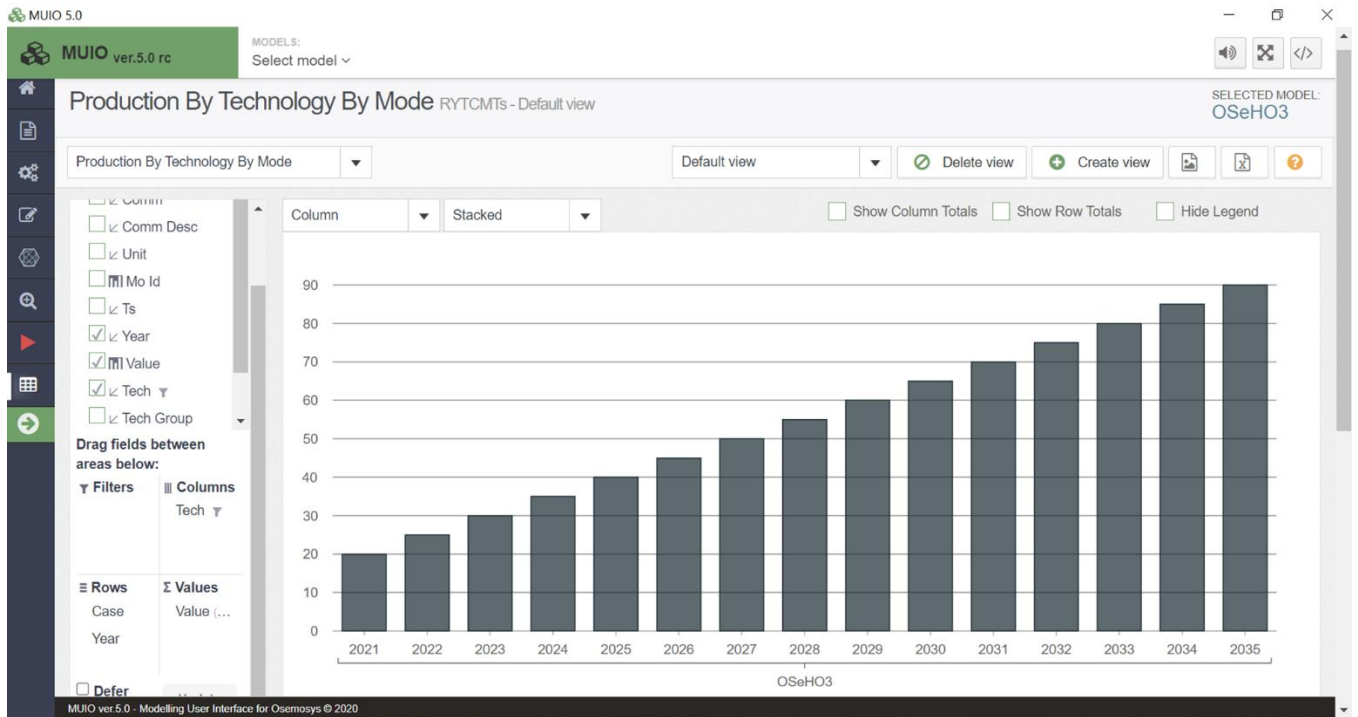 MUIO 5.0
MUIO ver.5.0 rc
MODELS:
Select model
Production By Technology By Mode RYTCMTs - Default view
SELECTED MODEL:
OSeHO3
Production By Technology By Mode
Default view
Delete view
Create view
Comm
Comm Desc
Unit
Mo Id
Ts
Year
Value
Tech
Tech Group
Drag fields between
areas below:
Filters
Columns
Tech
Rows
Σ Values
Case
Value (...
Year
Defer
Column
Stacked
Show Column Totals
Show Row Totals
Hide Legend
90
80
70
60
50
40
30
20
10
0
2021 2022 2023 2024 2025 2026 2027 2028 2029 2030 2031 2032 2033 2034 2035
OSeHO3
MUIO ver.5.0 - Modelling User Interface for Osemosys © 2020